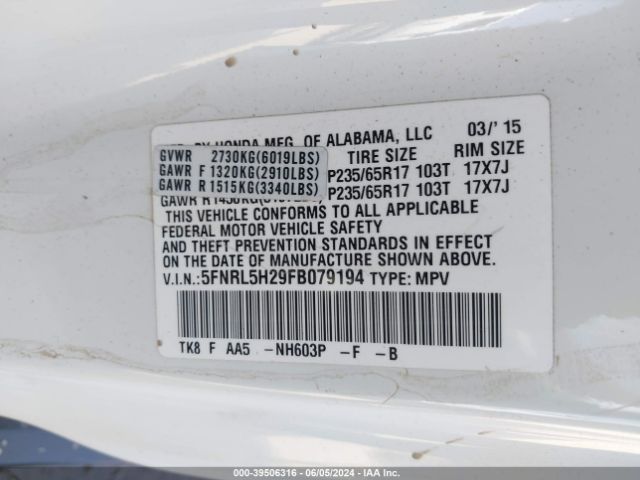 BY HONDA MFG. OF ALABAMA, LLC 03/' 15
GVWR 2730KG(6019LBS) TIRE SIZE RIM SIZE
GAWR F 1320KG(2910LBS) P235/65R17 103T 17X7J
GAWR R 1515KG(3340LBS) P235/65R17 103T 17X7J
GAWR R
THIS VEHICLE CONFORMS TO ALL APPLICABLE
FEDERAL MOTOR VEHICLE SAFETY
AND THEFT PREVENTION STANDARDS IN EFFECT
ON THE DATE OF MANUFACTURE SHOWN ABOVE.
V.I.N.:5FNRL5H29FB079194 TYPE: MPV
TK8 F AA5 -NH603P -F -B
000-39506316 - 06/05/2024 - IAA Inc.